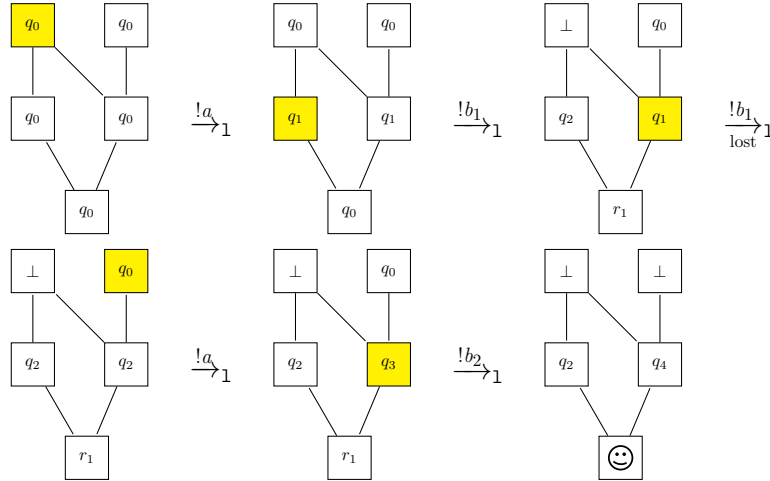 q₀ q₀ q₀ q₀ ⊥ q₀
q₀ q₀ !a →₁ q₁ q₁ !b₁ →₁ q₂ q₁ !b₁ →₁ lost
q₀ q₀ r₁
⊥ q₀ ⊥ q₀ ⊥ ⊥
q₂ q₂ !a →₁ q₂ q₃ !b₂ →₁ q₂ q₄
r₁ r₁